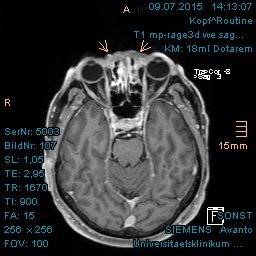 A
09.07.2015 14:13:07
Kopf^Routine
T1 mp-rage3d we sag...
KM: 18ml Dotarem
R
SerNr: 5003
BildNr: 107
SL: 1,05
TE: 2,95
TR: 1670
TI: 900
FA: 15
256 x 256
FOV: 100
15mm
F
SONST
SIEMENS Avanto
Universitaetsklinikum ...